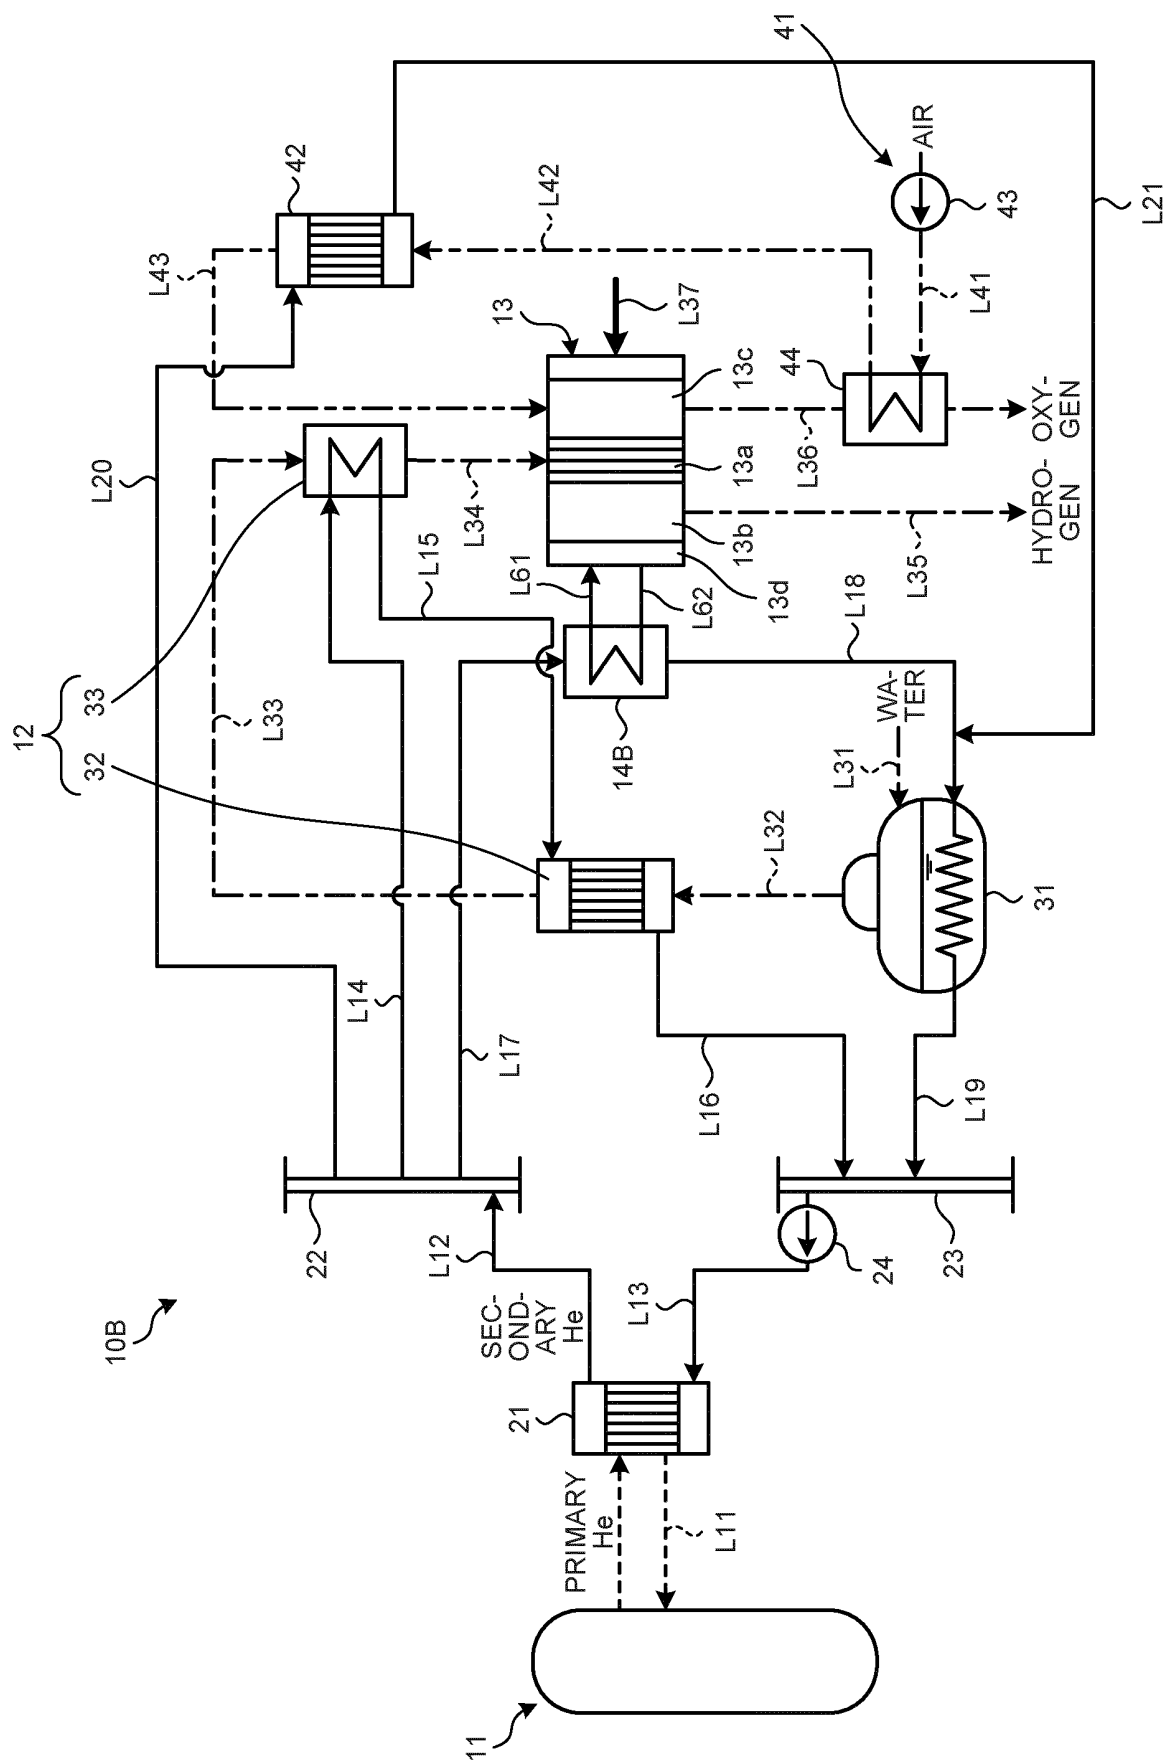 10B
11
PRIMARY
He
L11
21
SEC-
OND-
ARY
He
L12
L13
22
24
23
L14
L17
L16
L19
12
32
33
L20
L33
L43
42
L42
L15
L34
13
L37
L61
L62
14B
13d
13b
13a
13c
L32
31
L31
WA-
TER
L18
L35
L36
44
L41
43
AIR
41
L21
HYDRO-
GEN
OXY-
GEN